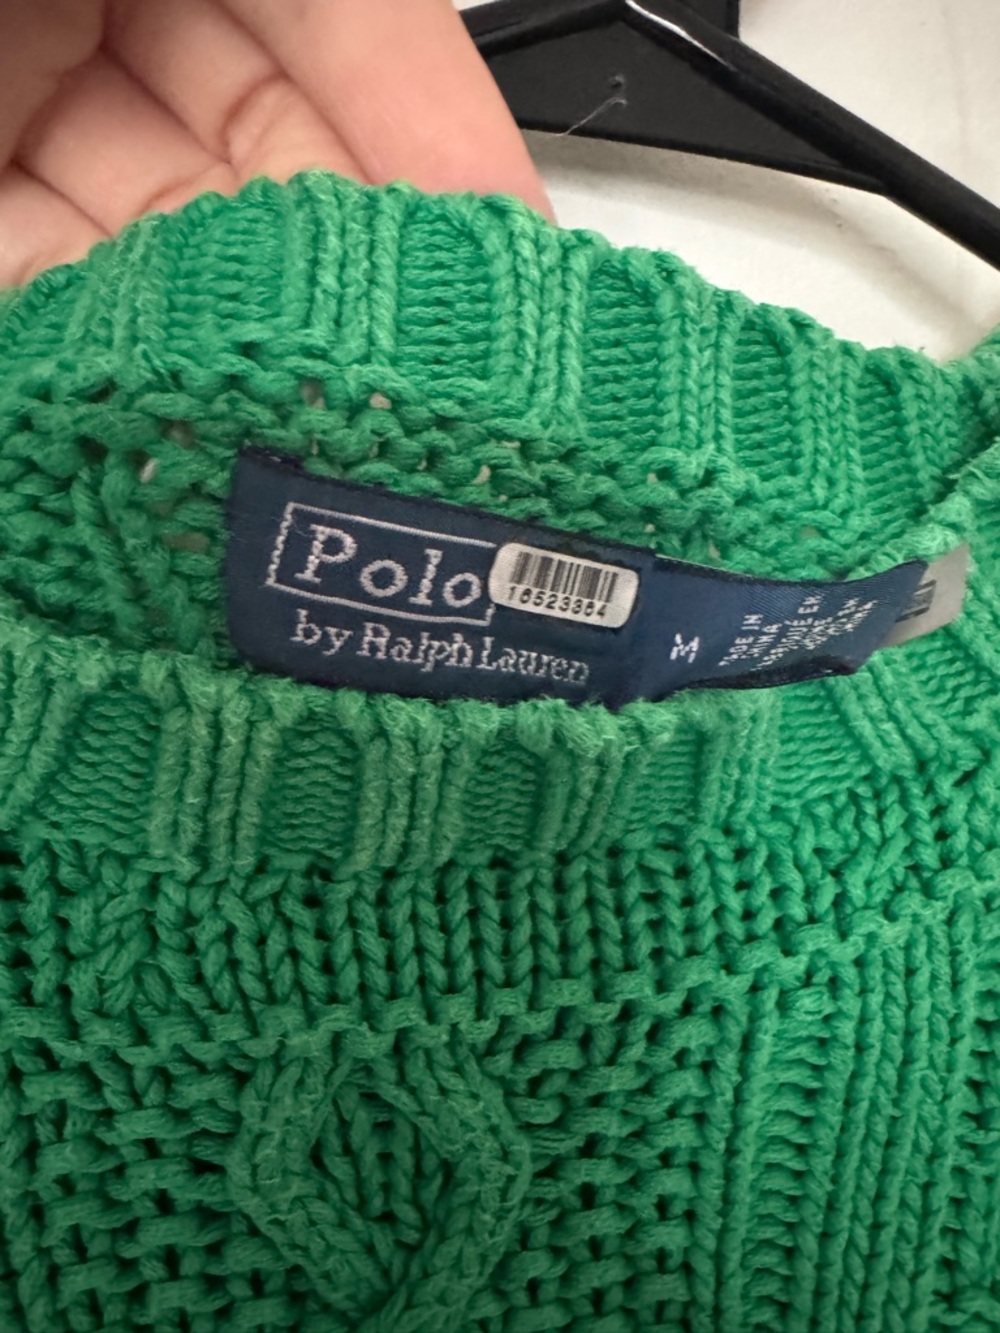 Polo
by Ralph Lauren
16523364
M
MADE IN
CHINA